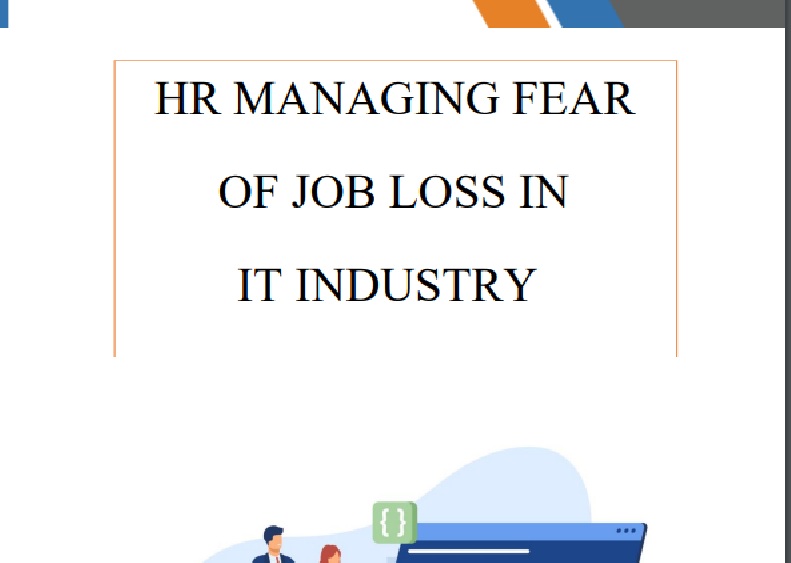 HR MANAGING FEAR
OF JOB LOSS IN
IT INDUSTRY
{ }